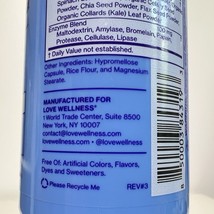 Powder, Chia Seed Powder, Flax Seed
Organic Collards (Kale) Leaf Powder
Enzyme Blend
Maltodextrin, Amylase, Bromelain,
Protease, Cellulase, Lipase
† Daily Value not established.
Other Ingredients: Hypromellose
Capsule, Rice Flour, and Magnesium
Stearate.
MANUFACTURED FOR
LOVE WELLNESS®
1 World Trade Center, Suite 8500
New York, NY 10007
contact@lovewellness.com
lovewellness.com
Free Of: Artificial Colors, Flavors,
Dyes and Sweeteners.
Please Recycle Me
REV#3